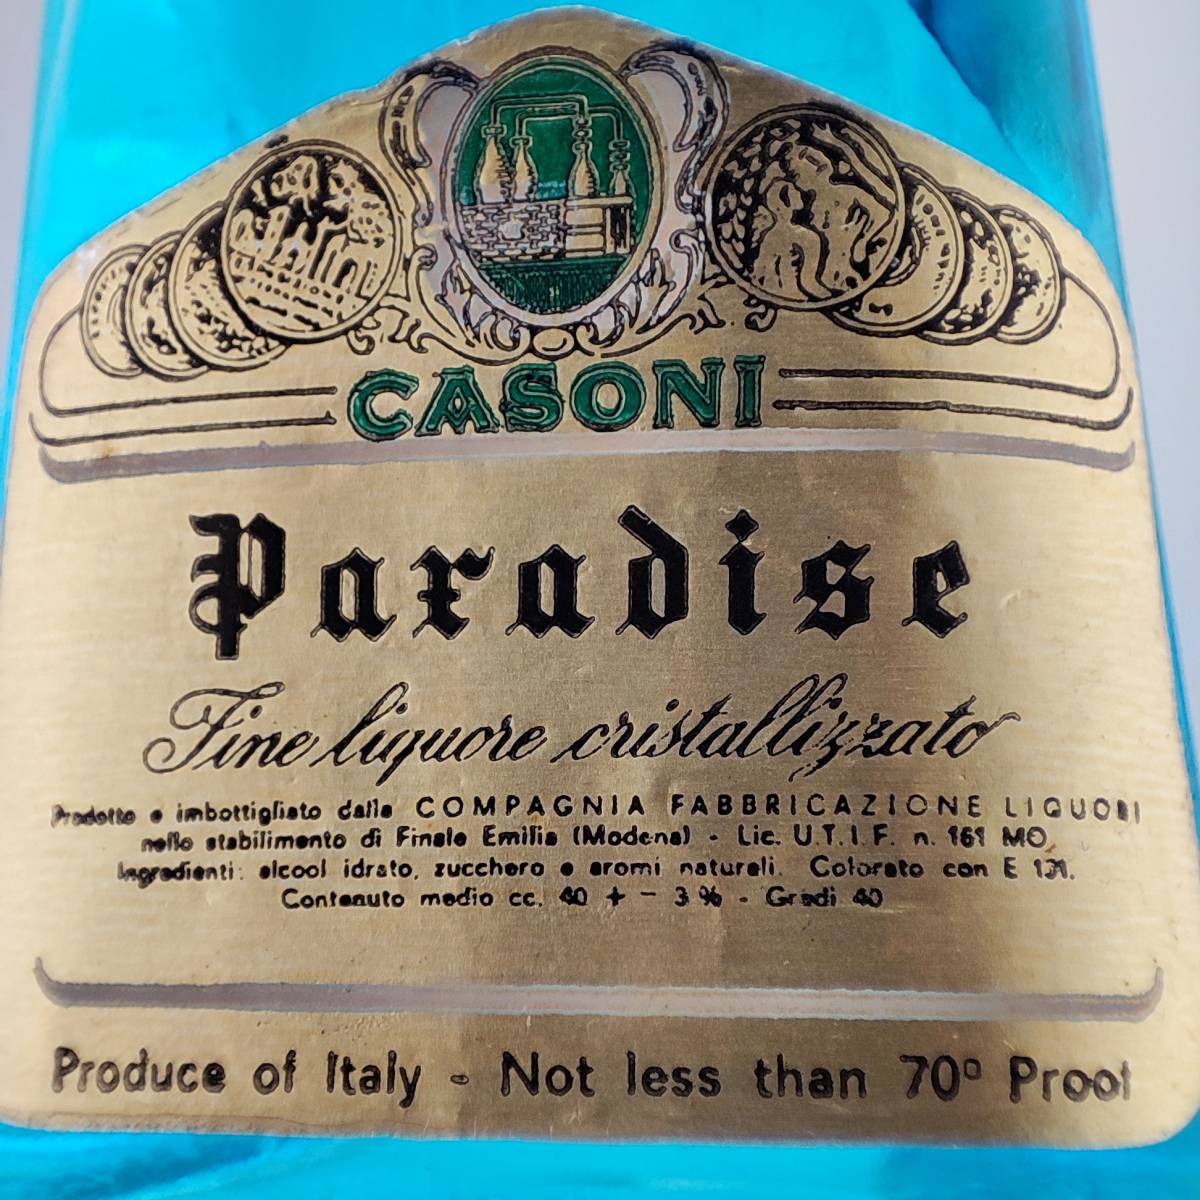 CASONI
Paradise
Fine liquore cristallizzato
Prodotto e imbottigliato dalla COMPAGNIA FABBRICAZIONE LIQUORI
nello stabilimento di Finale Emilia (Modena) - Lic. U.T.I.F. n. 161 MO.
Ingredienti: alcool idrato, zucchero e aromi naturali. Colorato con E 131.
Contenuto medio cc. 40 + - 3 % - Gradi 40
Produce of Italy - Not less than 70º Proof